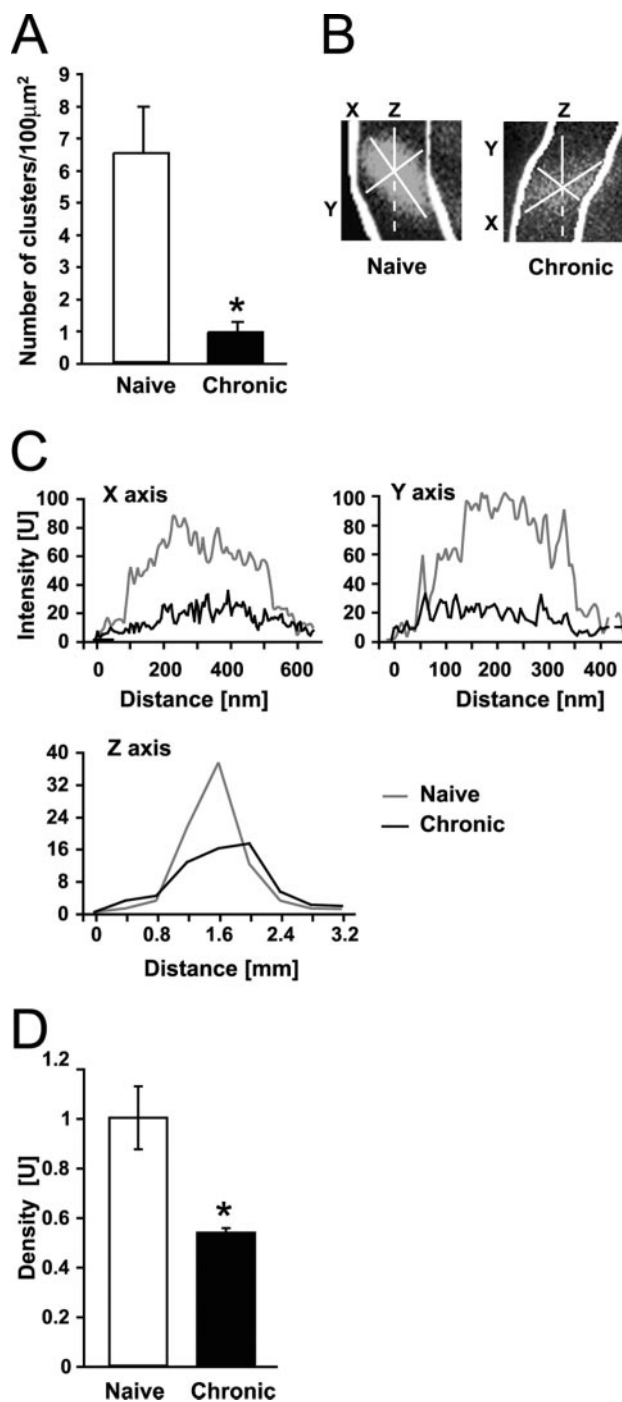 A
Number of clusters/100μm²
9
8
7
6
5
4
3
2
1
0
*
Naive
Chronic
B
X
Z
Y
Naive
Z
Y
X
Chronic
C
X axis
Intensity [U]
100
80
60
40
20
0
0 200 400 600
Distance [nm]
Y axis
100
80
60
40
20
0
0 100 200 300 400
Distance [nm]
Z axis
40
32
24
16
8
0
0 0.8 1.6 2.4 3.2
Distance [mm]
Naive
Chronic
D
Density [U]
1.2
1
0.8
0.6
0.4
0.2
0
*
Naive
Chronic